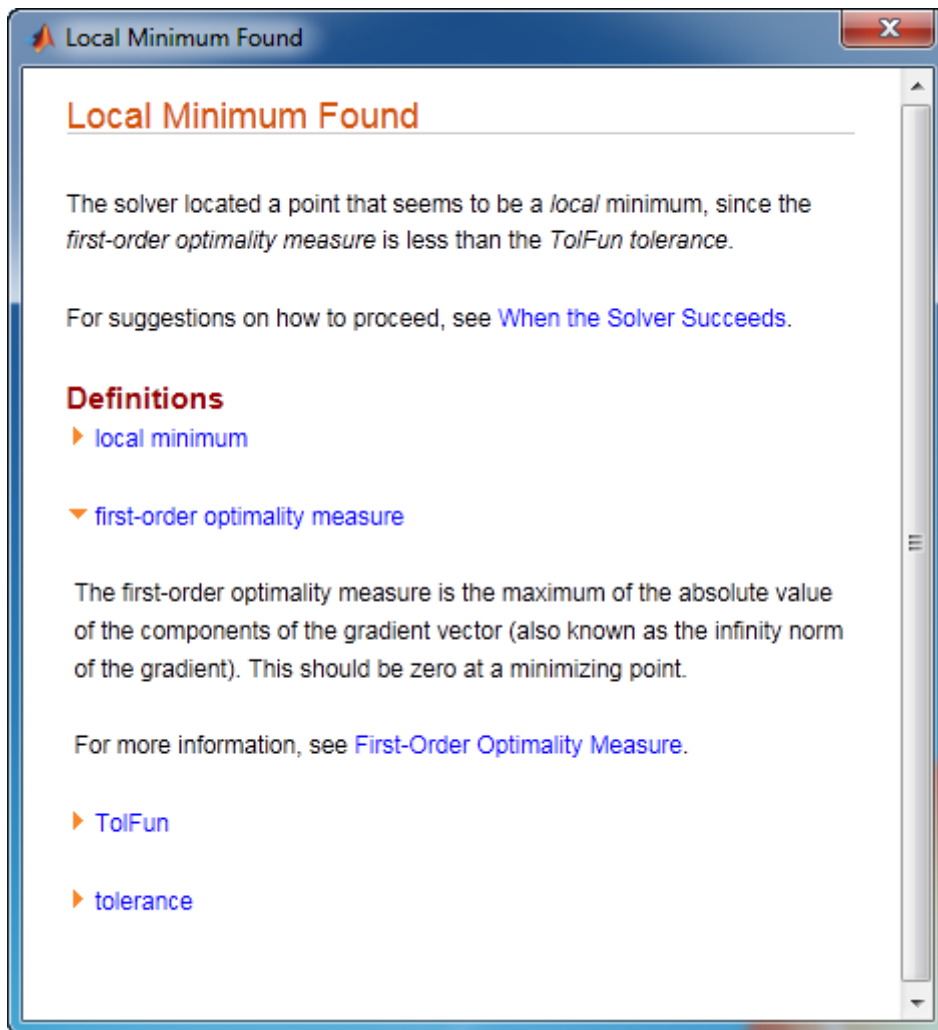 Local Minimum Found
Local Minimum Found
The solver located a point that seems to be a local minimum, since the
first-order optimality measure is less than the TolFun tolerance.
For suggestions on how to proceed, see When the Solver Succeeds.
Definitions
local minimum
first-order optimality measure
The first-order optimality measure is the maximum of the absolute value
of the components of the gradient vector (also known as the infinity norm
of the gradient). This should be zero at a minimizing point.
For more information, see First-Order Optimality Measure.
TolFun
tolerance